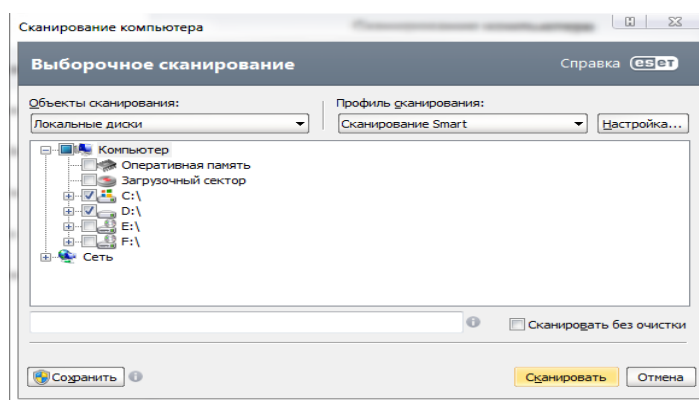 Сканирование компьютера
Выборочное сканирование
Справка eset
Объекты сканирования:
Профиль сканирования:
Локальные диски
Сканирование Smart
Настройка...
Компьютер
Оперативная память
Загрузочный сектор
C:\
D:\
E:\
F:\
Сеть
Сканировать без очистки
Сохранить
Сканировать
Отмена